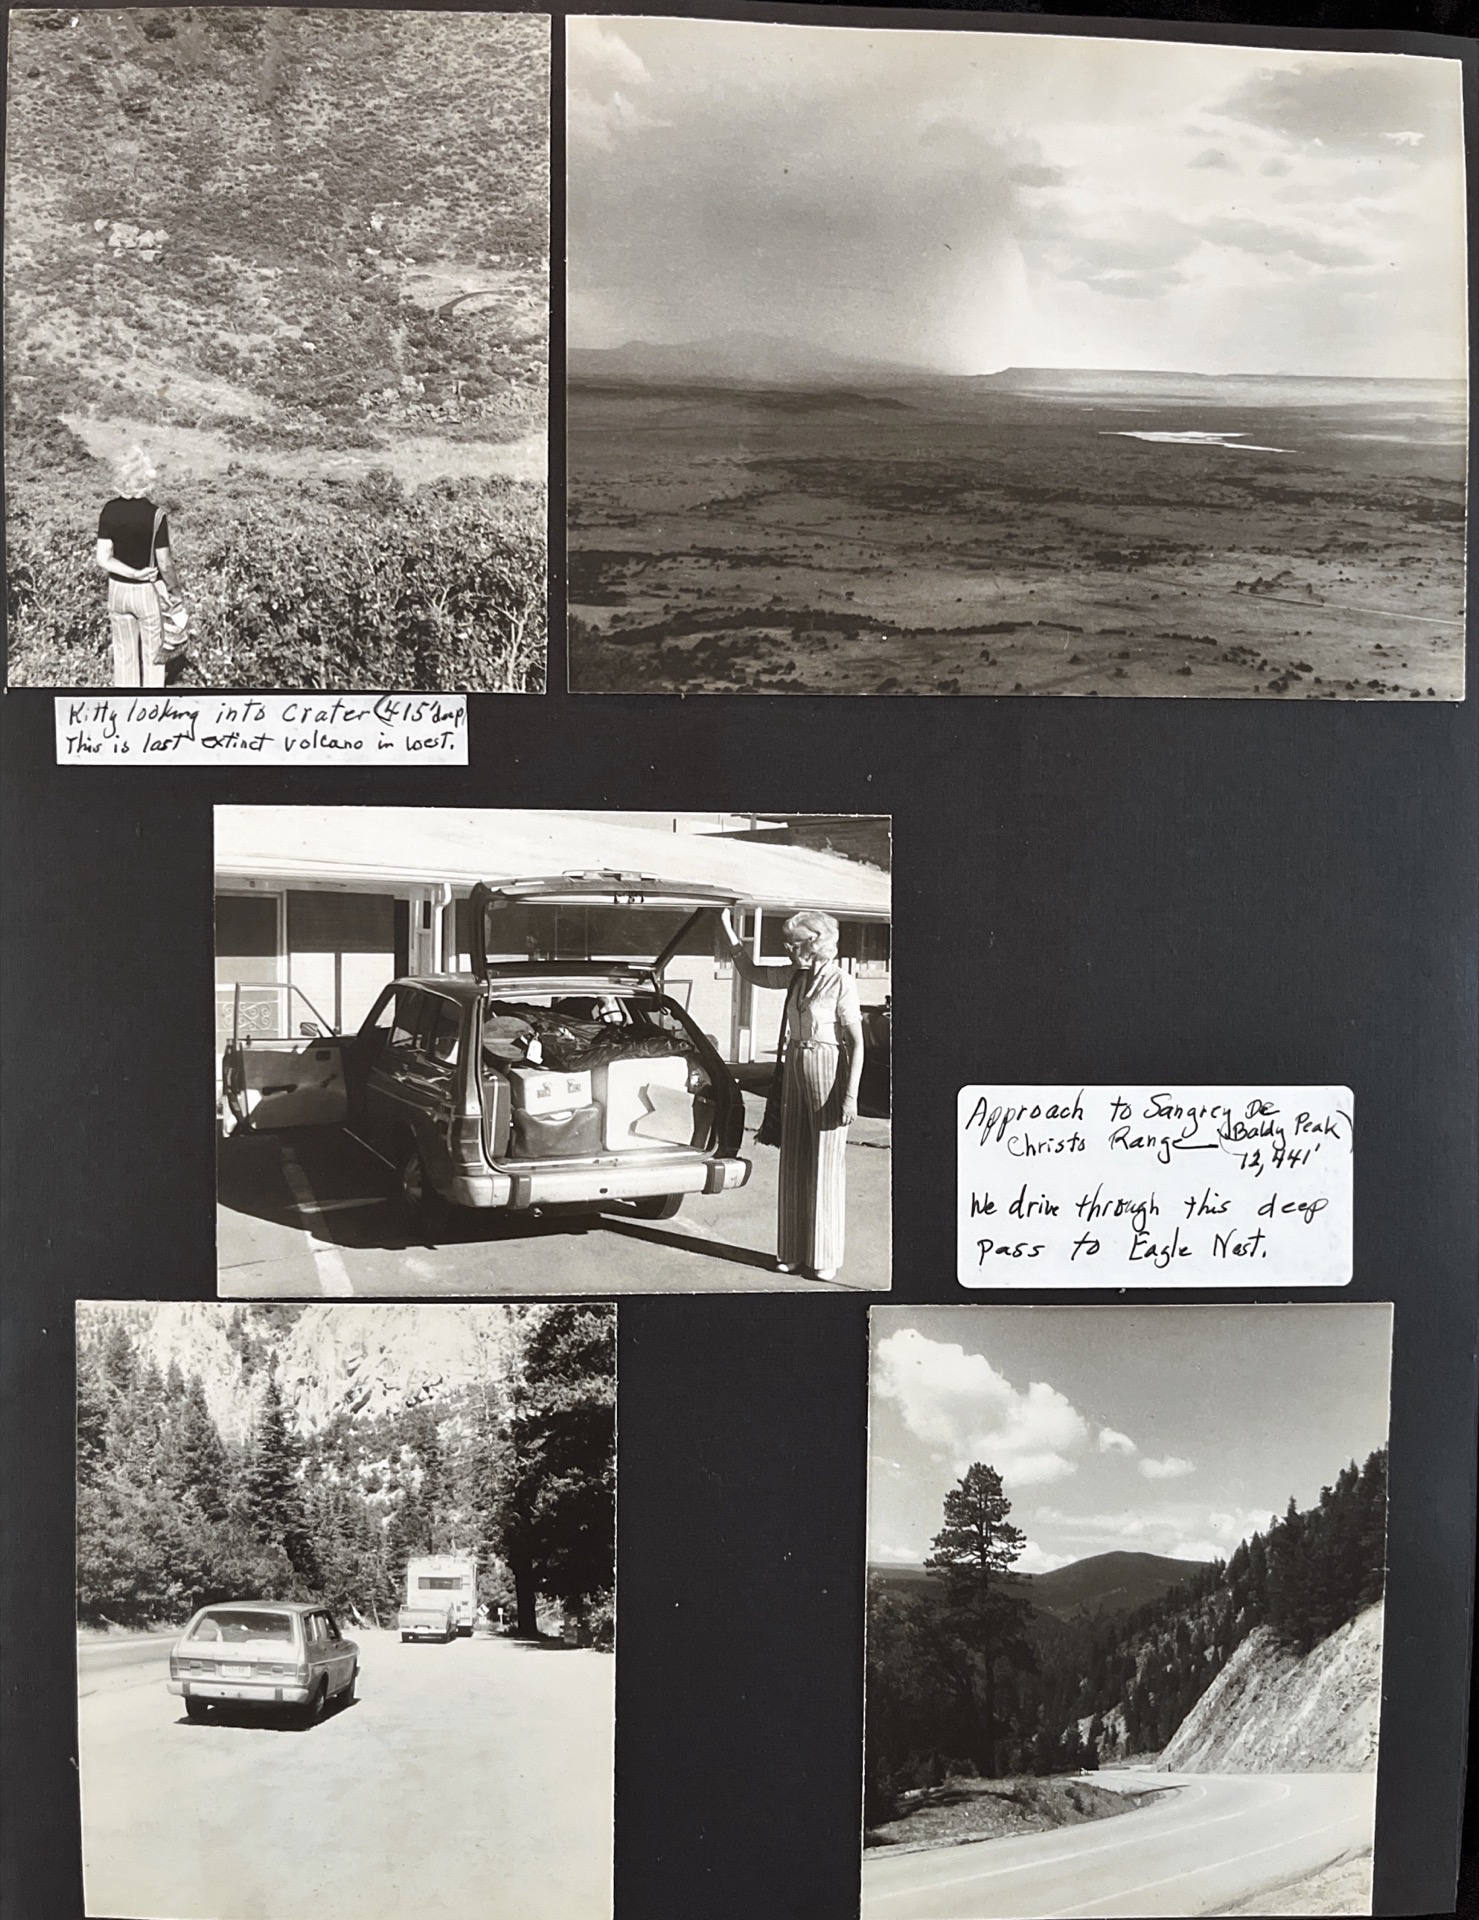 Kitty looking into Crater (415' deep)
This is last extinct volcano in west.
Approach to Sangrey De
Christo Range — (Baldy Peak)
12,441'
We drive through this deep
pass to Eagle Nest.